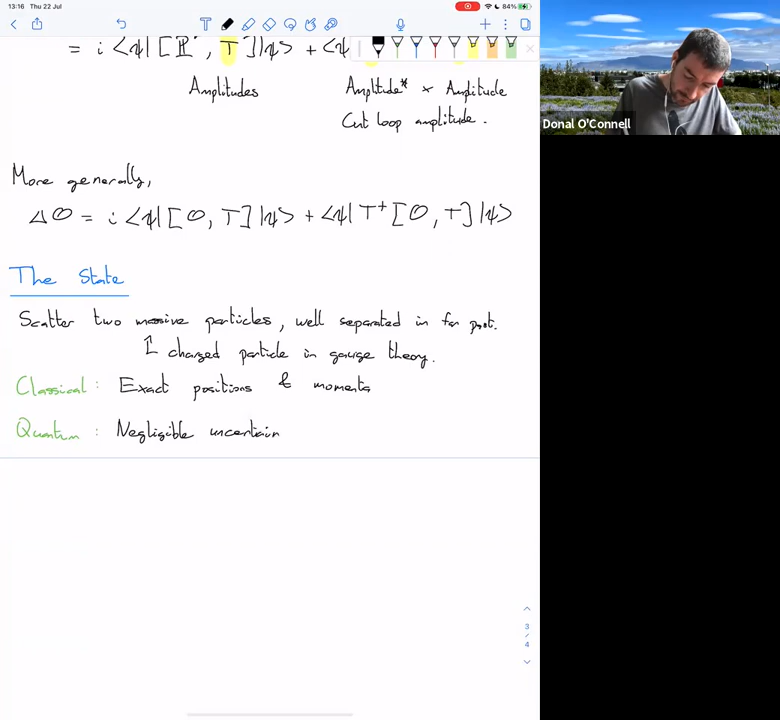 13:16 Thu 22 Jul
84%
= i <ψ| [ℙ, T]|ψ> + <ψ|
Amplitudes
Amplitude* x Amplitude
Cut loop amplitude.
More generally,
Δ𝒪 = i <ψ| [𝒪, T] |ψ> + <ψ| T† [𝒪, T] |ψ>
The State
Scatter two massive particles, well separated in far past.
↑ charged particle in gauge theory.
Classical: Exact positions & momenta
Quantum: Negligible uncertain
3
/
4
Donal O'Connell